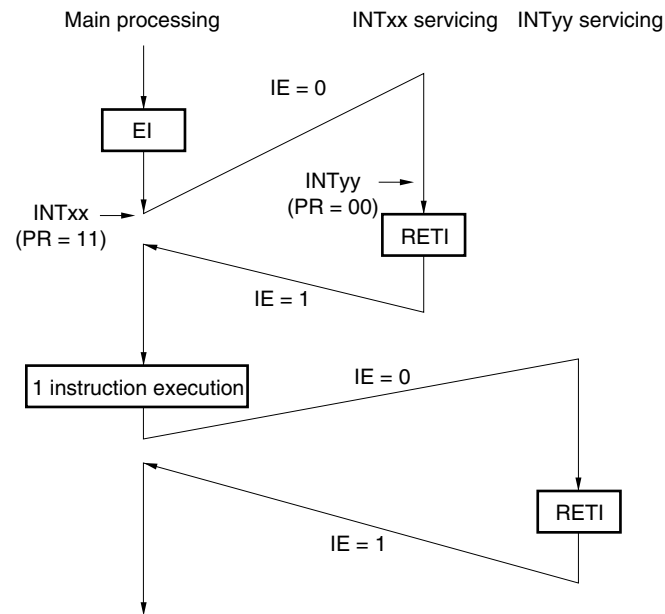 Main processing
INTxx servicing
INTyy servicing
IE = 0
EI
INTyy
(PR = 00)
INTxx
(PR = 11)
RETI
IE = 1
1 instruction execution
IE = 0
RETI
IE = 1